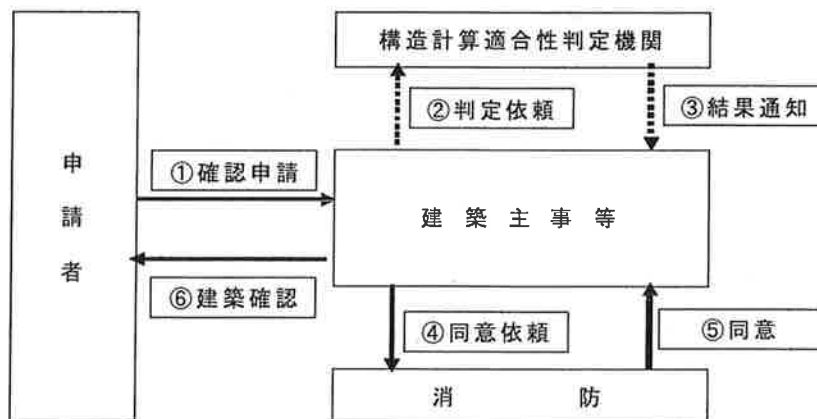 構造計算適合性判定機関
②判定依頼
③結果通知
申請者
①確認申請
建築主事等
⑥建築確認
④同意依頼
⑤同意
消防